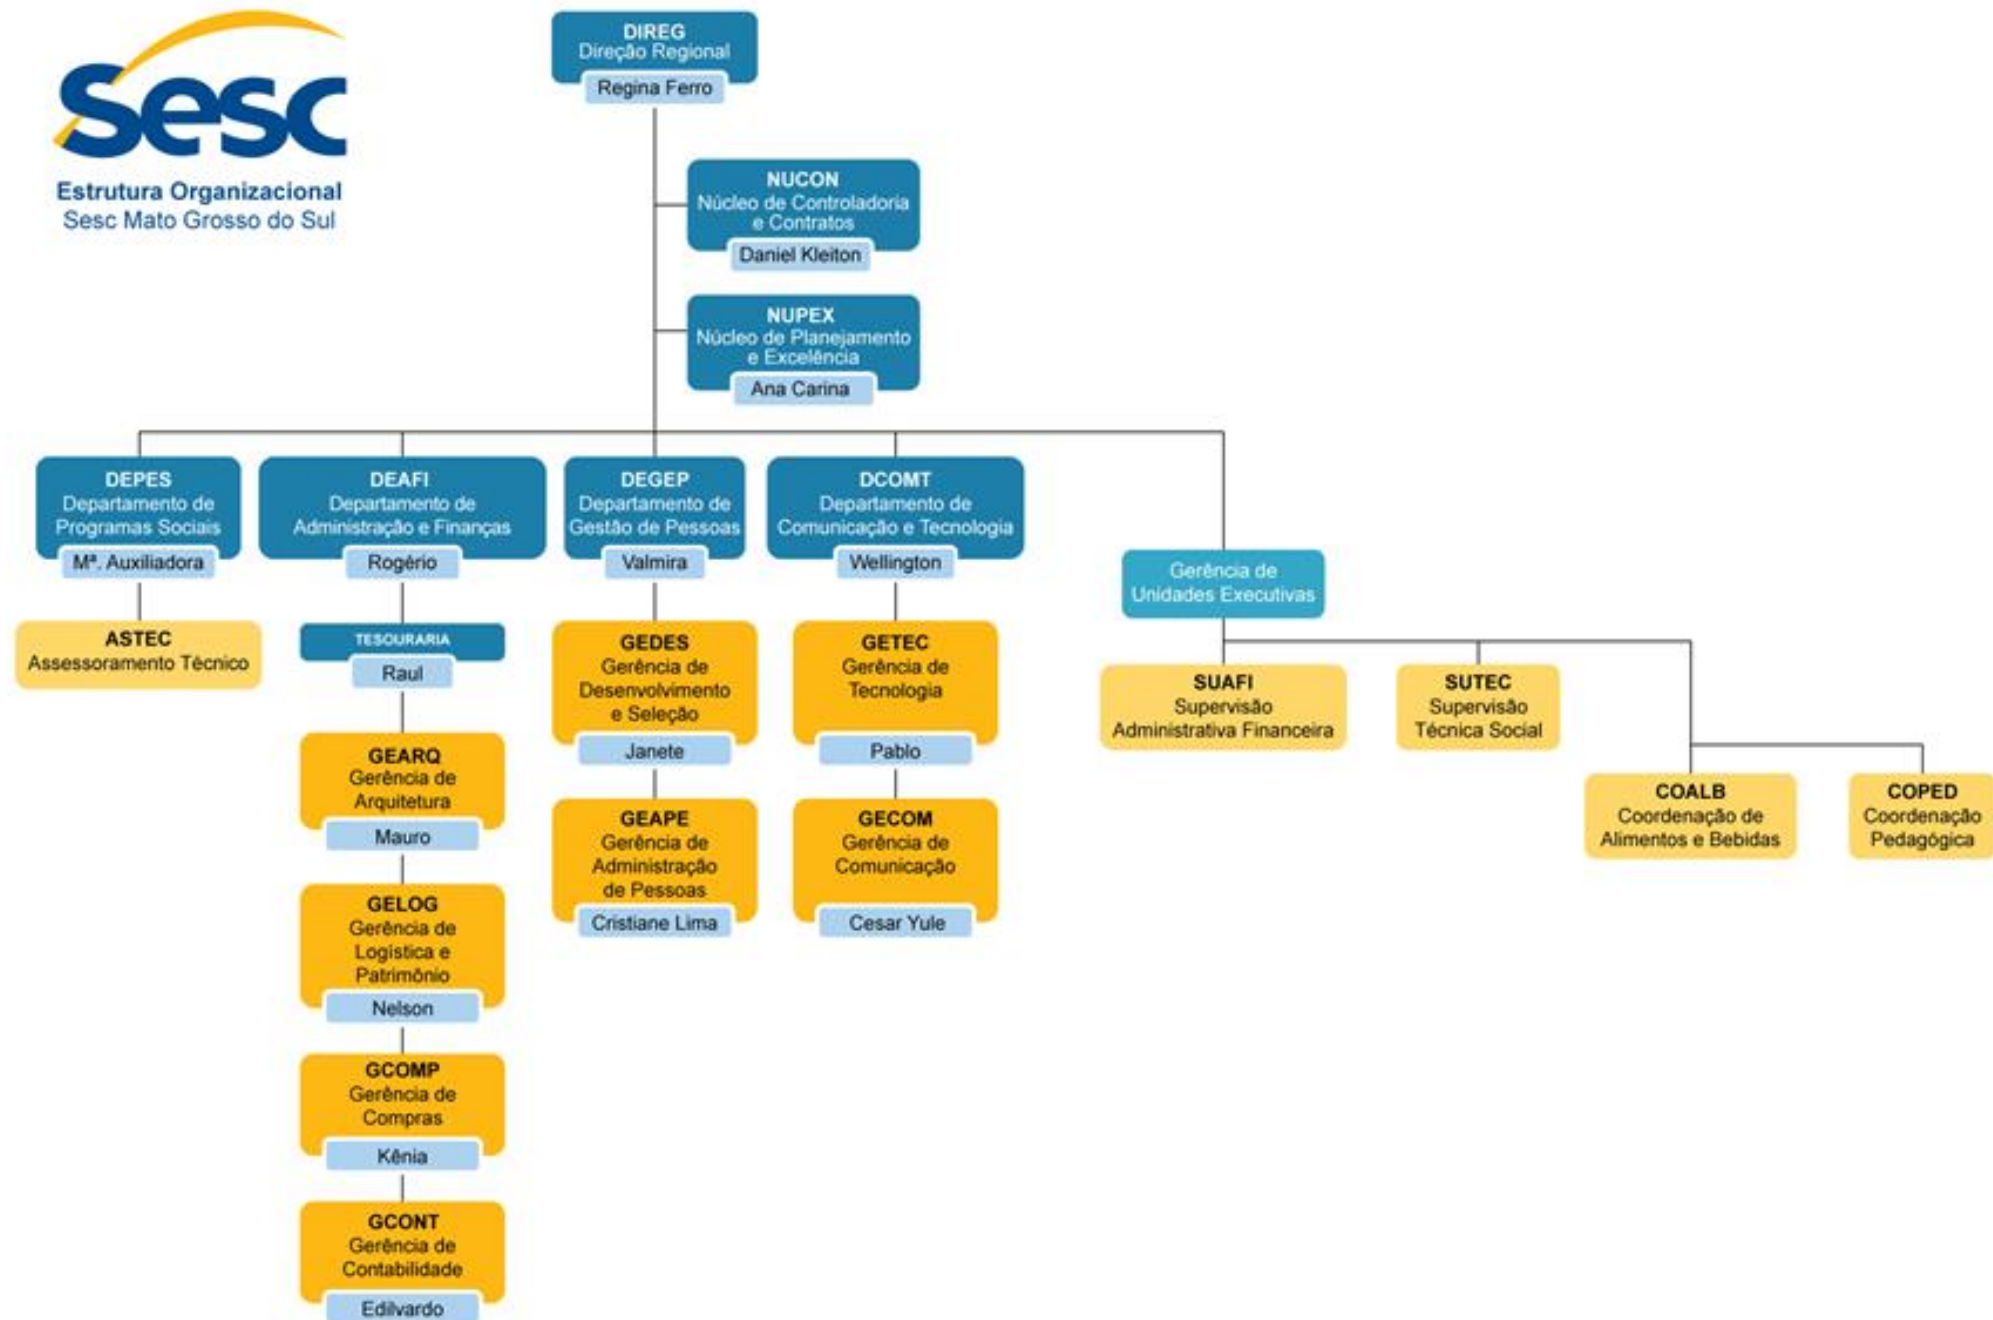 Sesc
Estrutura Organizacional
Sesc Mato Grosso do Sul
DIREG
Direção Regional
Regina Ferro
NUCON
Núcleo de Controladoria
e Contratos
Daniel Kleiton
NUPEX
Núcleo de Planejamento
e Excelência
Ana Carina
DEPES
Departamento de
Programas Sociais
Mª. Auxiliadora
ASTEC
Assessoramento Técnico
DEAFI
Departamento de
Administração e Finanças
Rogério
TESOURARIA
Raul
GEARQ
Gerência de
Arquitetura
Mauro
GELOG
Gerência de
Logística e
Patrimônio
Nelson
GCOMP
Gerência de
Compras
Kênia
GCONT
Gerência de
Contabilidade
Edilvardo
DEGEP
Departamento de
Gestão de Pessoas
Valmira
GEDES
Gerência de
Desenvolvimento
e Seleção
Janete
GEAPE
Gerência de
Administração
de Pessoas
Cristiane Lima
DCOMT
Departamento de
Comunicação e Tecnologia
Wellington
GETEC
Gerência de
Tecnologia
Pablo
GECOM
Gerência de
Comunicação
Cesar Yule
Gerência de
Unidades Executivas
SUAFI
Supervisão
Administrativa Financeira
SUTEC
Supervisão
Técnica Social
COALB
Coordenação de
Alimentos e Bebidas
COPED
Coordenação
Pedagógica